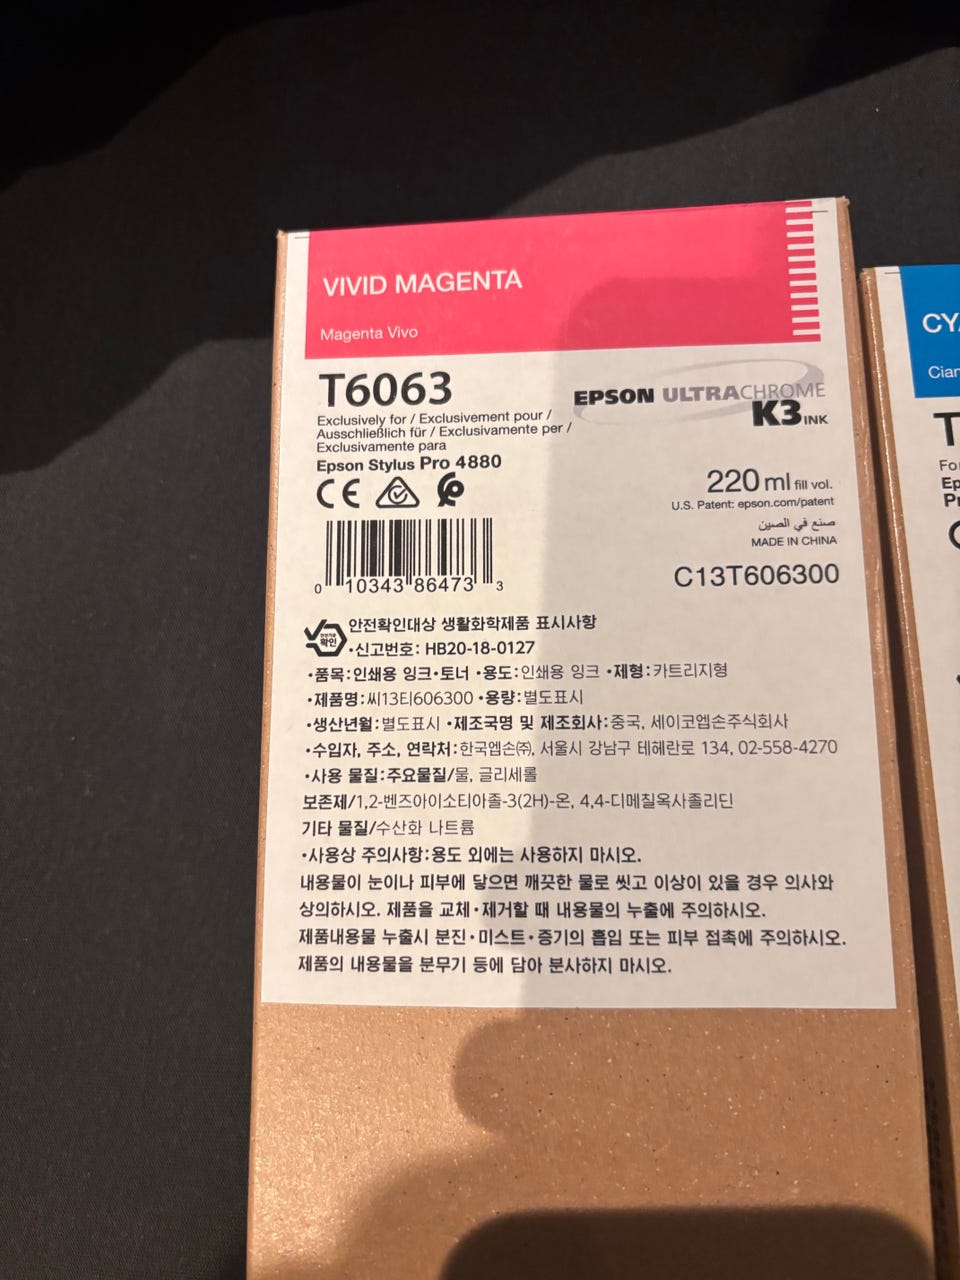 VIVID MAGENTA
Magenta Vivo
T6063
Exclusively for / Exclusivement pour /
Ausschließlich für / Exclusivamente per /
Exclusivamente para
Epson Stylus Pro 4880
CE
EPSON ULTRACHROME
K3 INK
220 ml fill vol.
U.S. Patent: epson.com/patent
صنع في الصين
MADE IN CHINA
C13T606300
0 10343 86473 3
안전확인대상 생활화학제품 표시사항
확인
•신고번호: HB20-18-0127
•품목:인쇄용 잉크•토너 •용도:인쇄용 잉크 •제형:카트리지형
•제품명:씨13티606300 •용량:별도표시
•생산년월:별도표시 •제조국명 및 제조회사:중국, 세이코엡손주식회사
•수입자, 주소, 연락처:한국엡손㈜, 서울시 강남구 테헤란로 134, 02-558-4270
•사용 물질:주요물질/물, 글리세롤
보존제/1,2-벤즈아이소티아졸-3(2H)-온, 4,4-디메칠옥사졸리딘
기타 물질/수산화 나트륨
•사용상 주의사항:용도 외에는 사용하지 마시오.
내용물이 눈이나 피부에 닿으면 깨끗한 물로 씻고 이상이 있을 경우 의사와
상의하시오. 제품을 교체•제거할 때 내용물의 누출에 주의하시오.
제품내용물 누출시 분진•미스트•증기의 흡입 또는 피부 접촉에 주의하시오.
제품의 내용물을 분무기 등에 담아 분사하지 마시오.